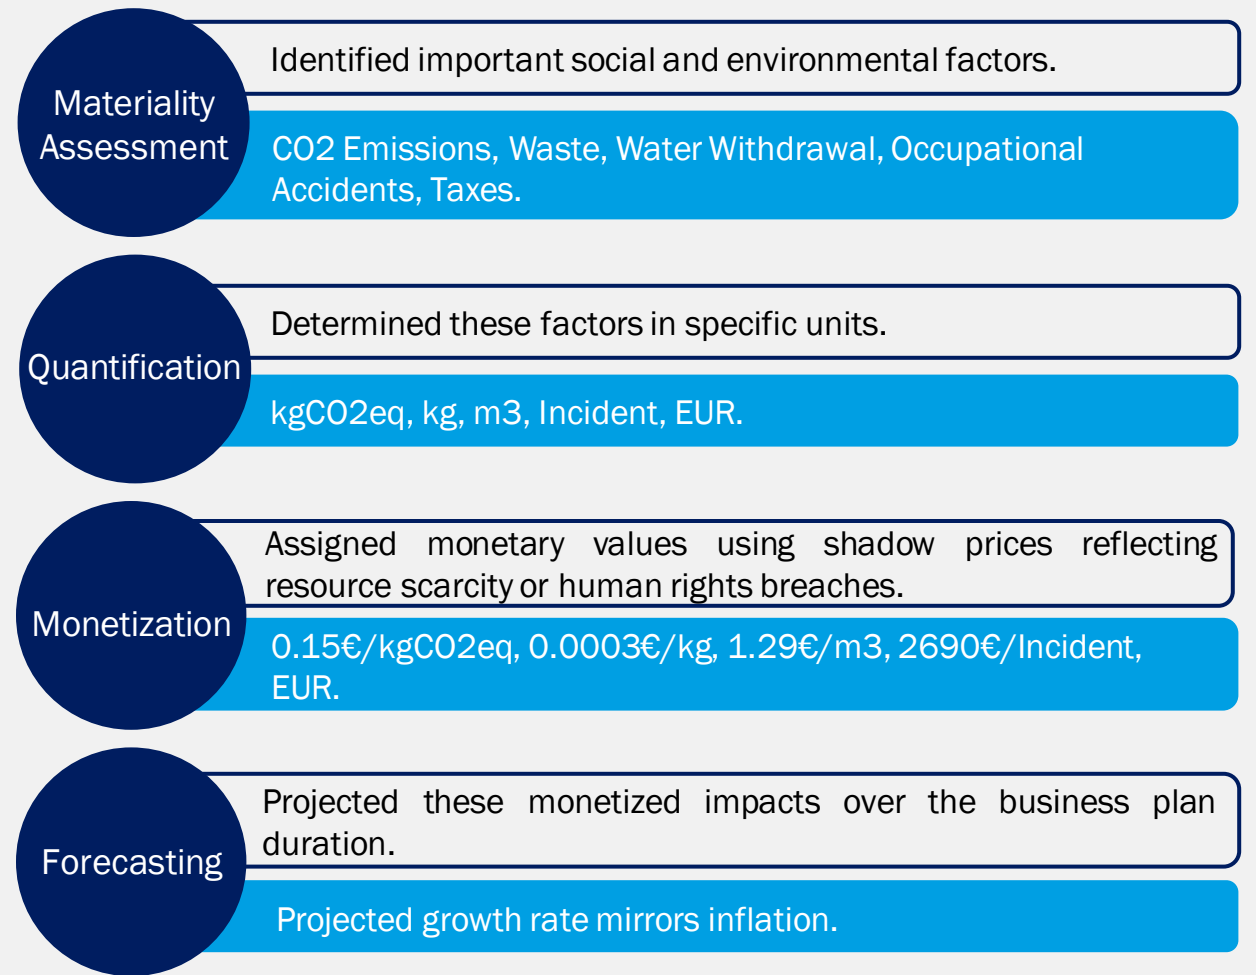 Materiality
Assessment
Identified important social and environmental factors.
CO2 Emissions, Waste, Water Withdrawal, Occupational
Accidents, Taxes.
Quantification
Determined these factors in specific units.
kgCO2eq, kg, m3, Incident, EUR.
Monetization
Assigned monetary values using shadow prices reflecting
resource scarcity or human rights breaches.
0.15€/kgCO2eq, 0.0003€/kg, 1.29€/m3, 2690€/Incident,
EUR.
Forecasting
Projected these monetized impacts over the business plan
duration.
Projected growth rate mirrors inflation.